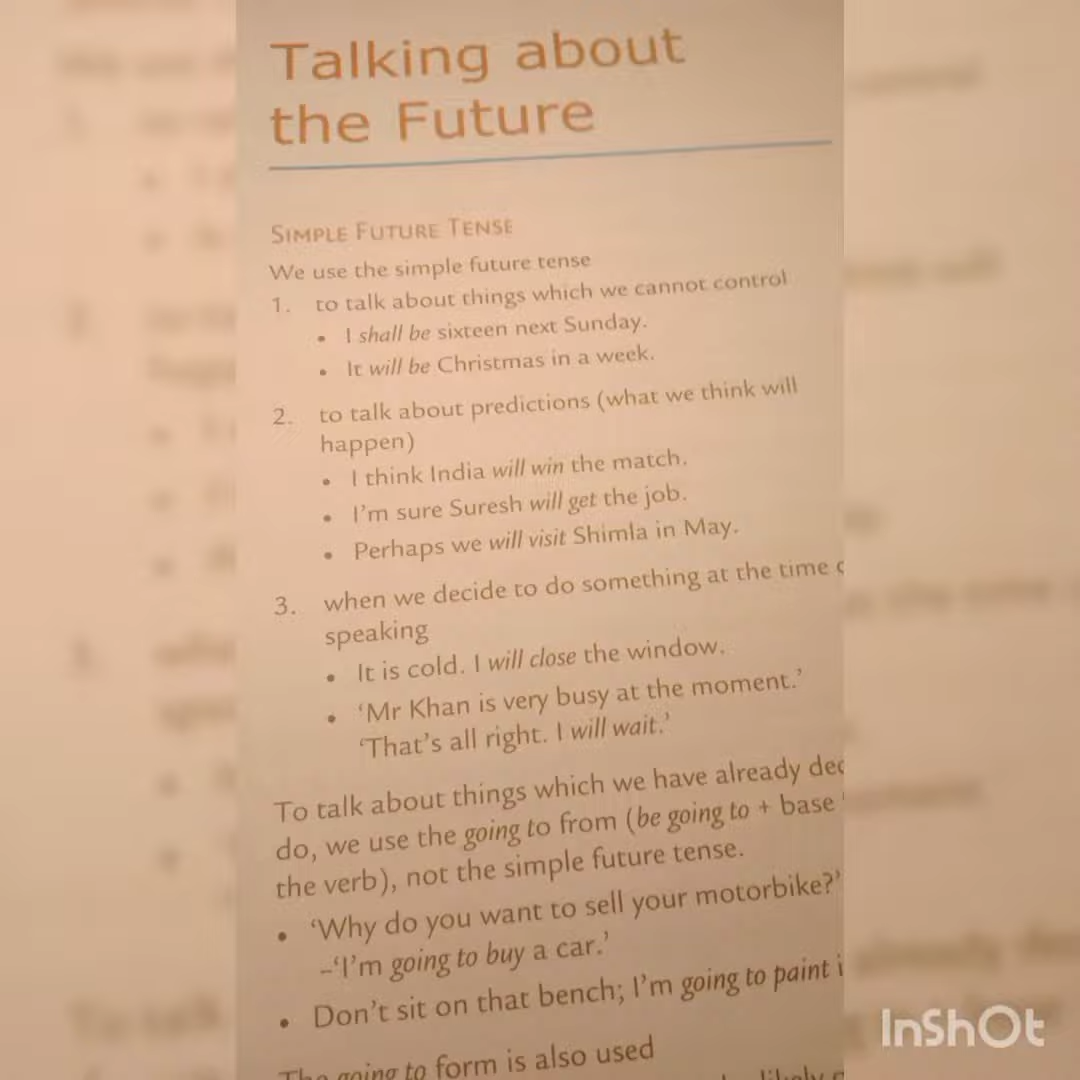 Talking about
the Future
SIMPLE FUTURE TENSE
We use the simple future tense
1. to talk about things which we cannot control
• I shall be sixteen next Sunday.
• It will be Christmas in a week.
2. to talk about predictions (what we think will
happen)
• I think India will win the match.
• I'm sure Suresh will get the job.
• Perhaps we will visit Shimla in May.
3. when we decide to do something at the time
speaking
• It is cold. I will close the window.
• 'Mr Khan is very busy at the moment.'
'That's all right. I will wait.'
To talk about things which we have already
do, we use the going to from (be going to + base
the verb), not the simple future tense.
• 'Why do you want to sell your motorbike?'
–'I'm going to buy a car.'
• Don't sit on that bench; I'm going to paint
The going to form is also used
InShOt